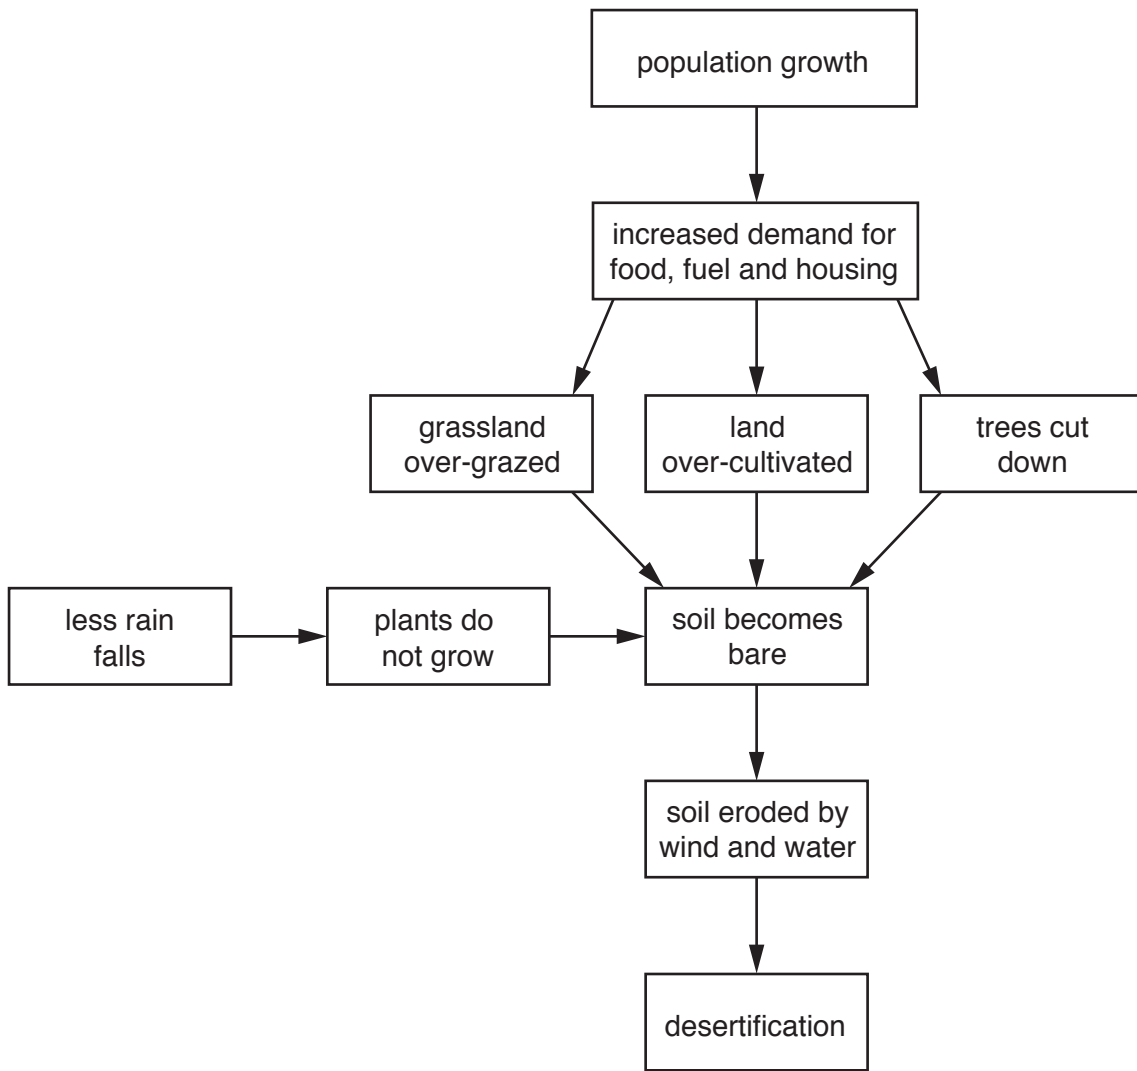 population growth
increased demand for
food, fuel and housing
grassland
over-grazed
land
over-cultivated
trees cut
down
less rain
falls
plants do
not grow
soil becomes
bare
soil eroded by
wind and water
desertification